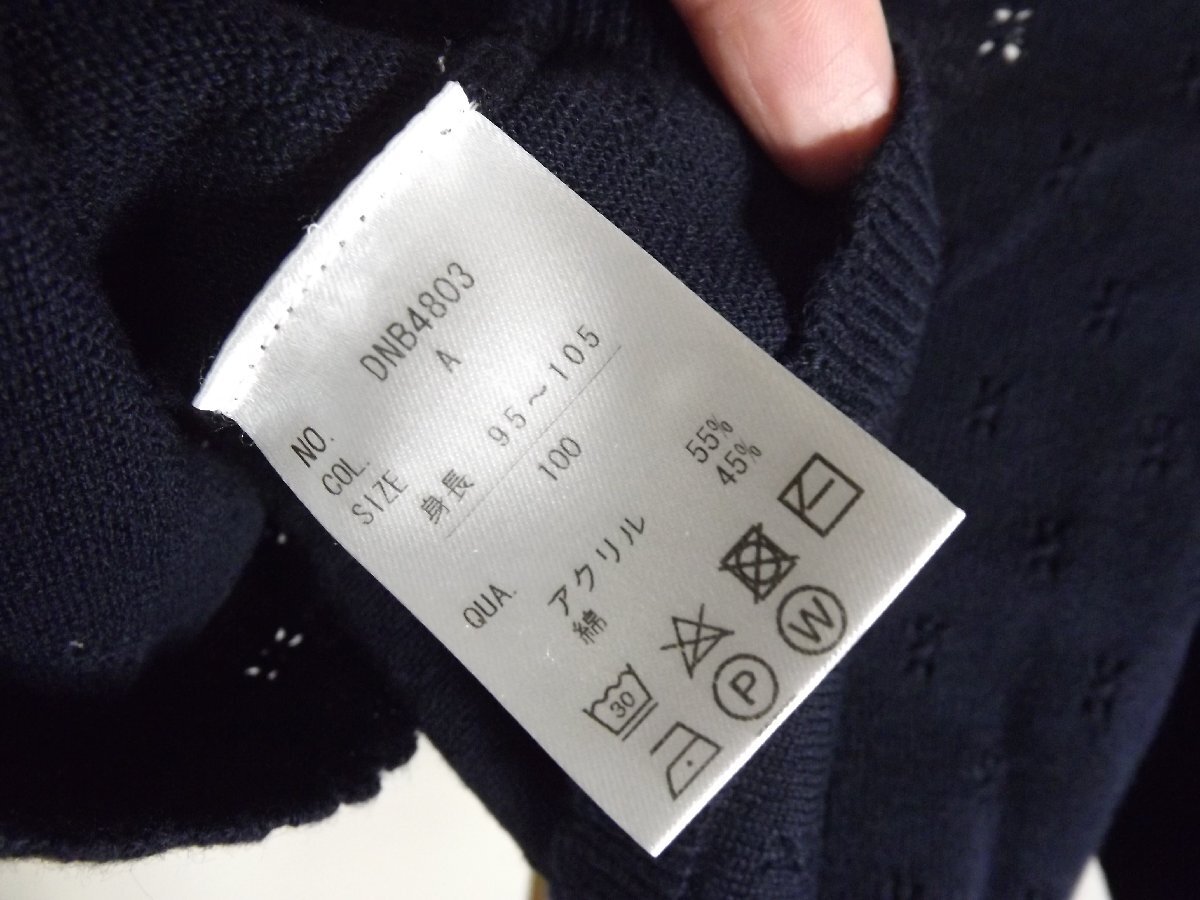 NO. DNB4803
COL. A
SIZE
身長 95~105
100
QUA.
アクリル 55%
綿 45%
30
P W